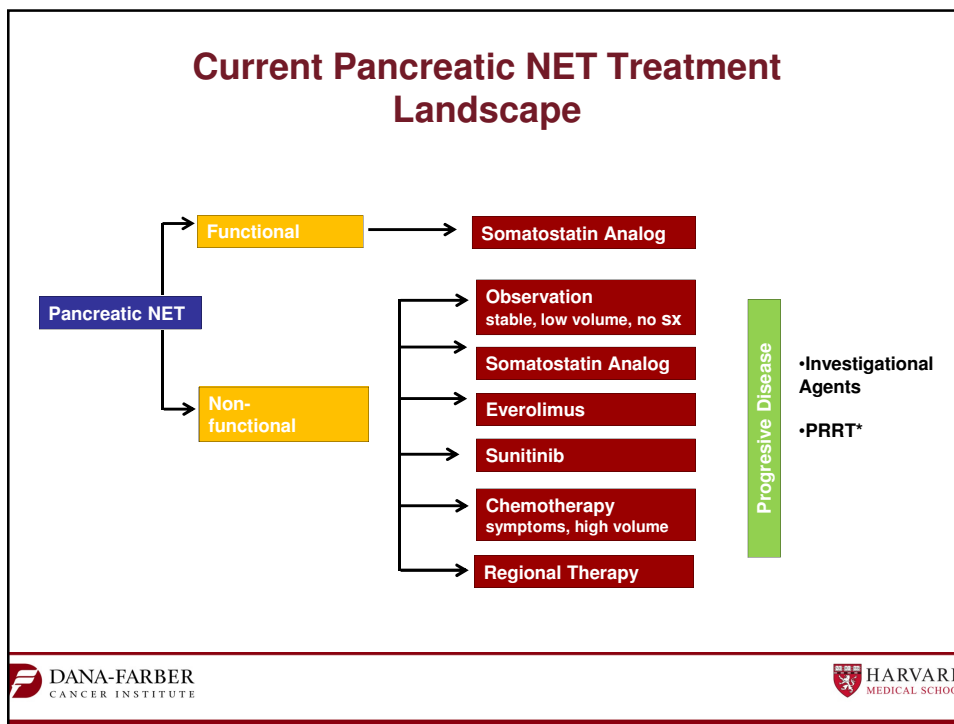 Current Pancreatic NET Treatment
Landscape
Functional
Somatostatin Analog
Pancreatic NET
Observation
stable, low volume, no sx
Somatostatin Analog
Non-
functional
Everolimus
Sunitinib
Chemotherapy
symptoms, high volume
Regional Therapy
Progresive Disease
•Investigational
Agents
•PRRT*
DANA-FARBER
CANCER INSTITUTE
HARVARD
MEDICAL SCHOO